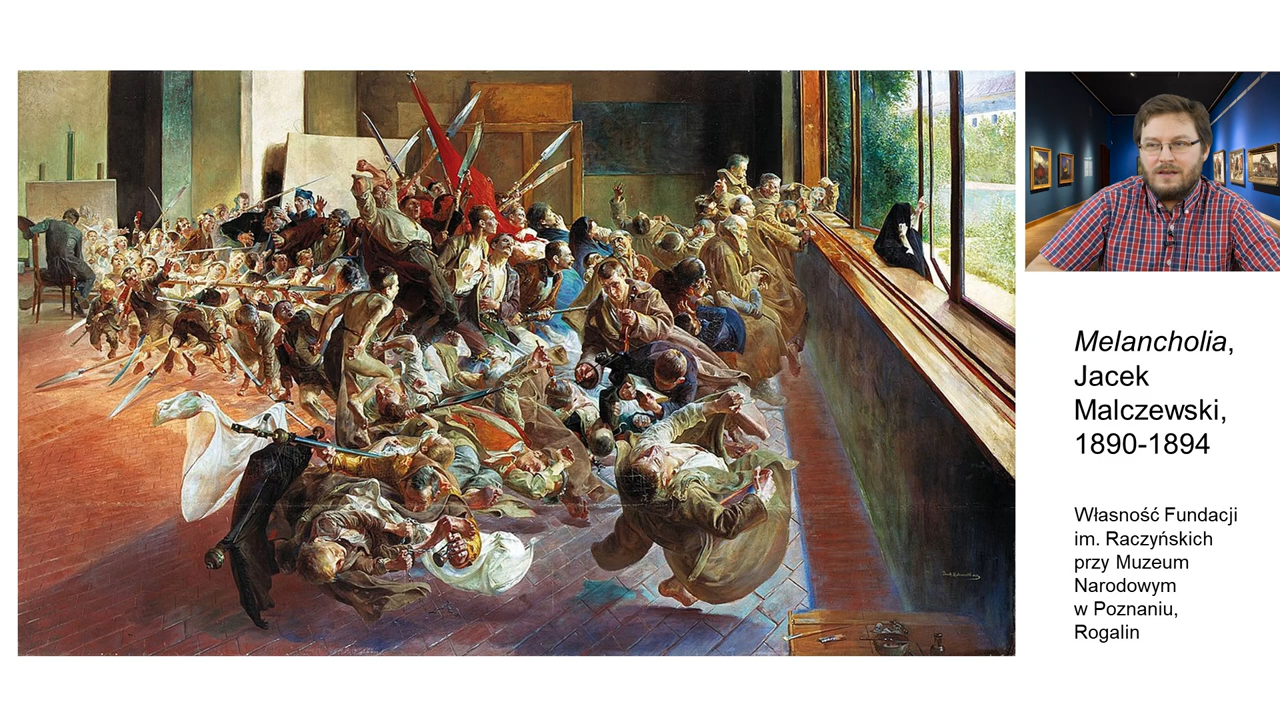 Melancholia,
Jacek
Malczewski,
1890-1894
Własność Fundacji
im. Raczyńskich
przy Muzeum
Narodowym
w Poznaniu,
Rogalin